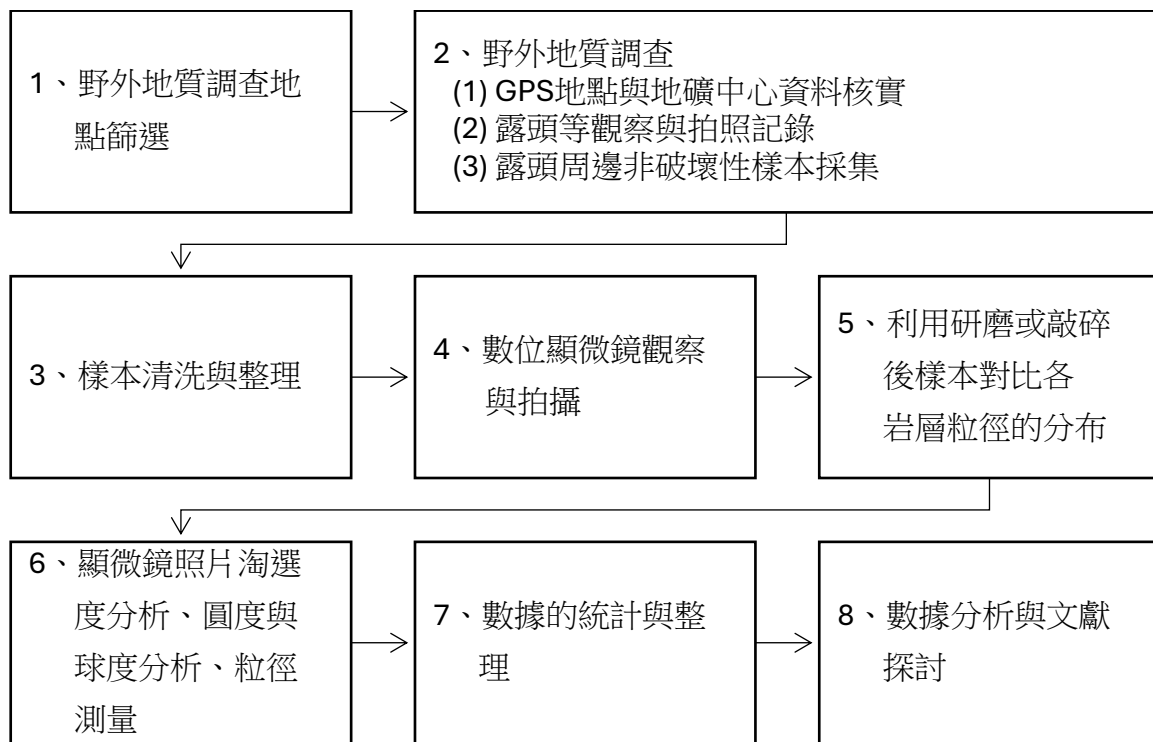 1、野外地質調查地
點篩選
2、野外地質調查
(1) GPS地點與地礦中心資料核實
(2) 露頭等觀察與拍照記錄
(3) 露頭周邊非破壞性樣本採集
3、樣本清洗與整理
4、數位顯微鏡觀察
與拍攝
5、利用研磨或敲碎
後樣本對比各
岩層粒徑的分布
6、顯微鏡照片淘選
度分析、圓度與
球度分析、粒徑
測量
7、數據的統計與整
理
8、數據分析與文獻
探討